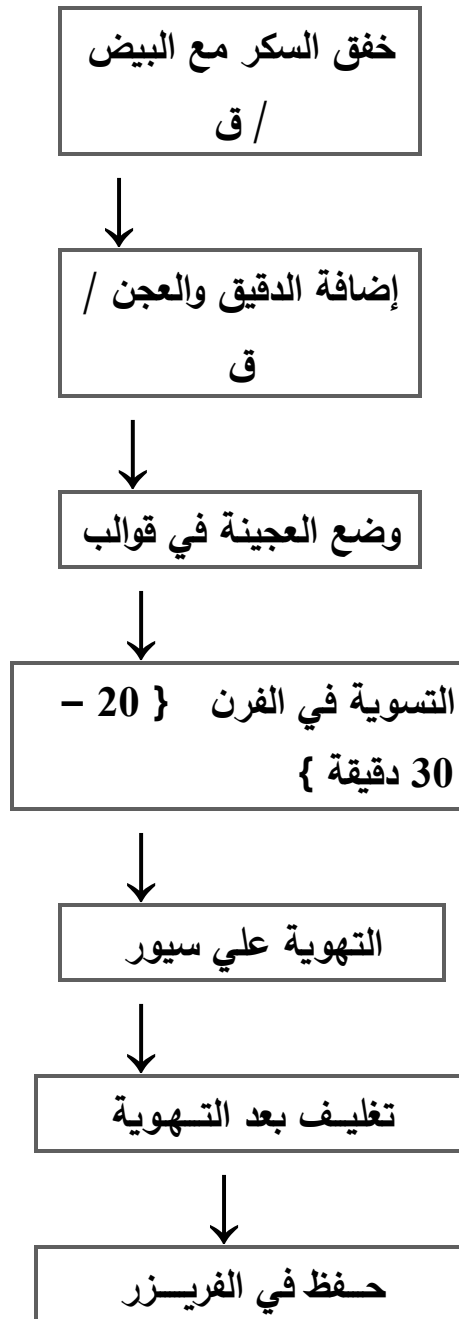 خفق السكر مع البيض
/ ق
إضافة الدقيق والعجن /
ق
وضع العجينة في قوالب
التسوية في الفرن { 20 –
30 دقيقة }
التهوية علي سيور
تغليف بعد التهوية
حفظ في الفريزر